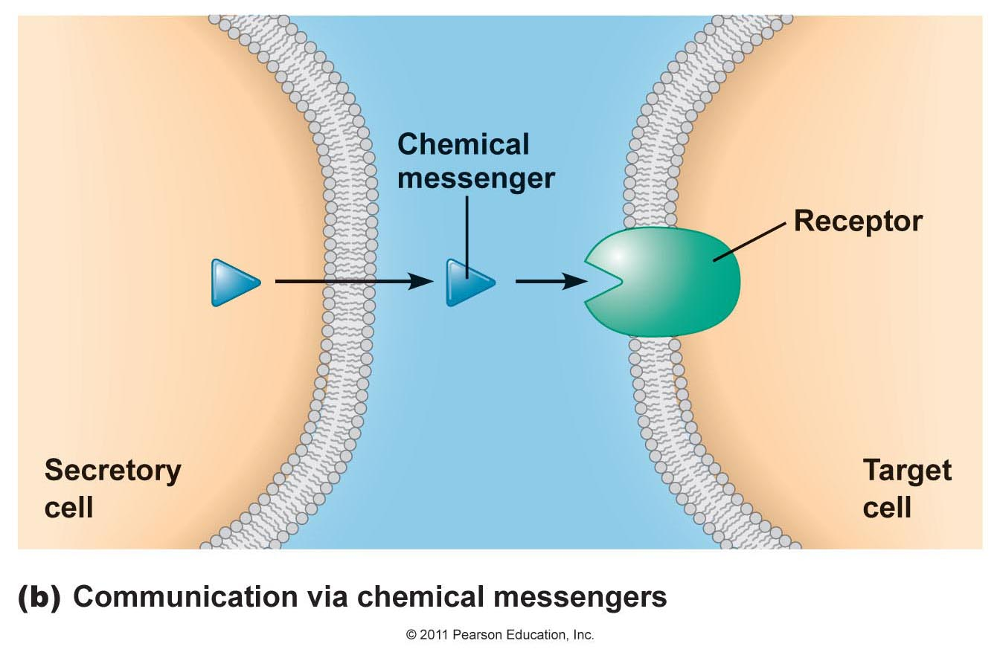 Chemical
messenger
Receptor
Secretory
cell
Target
cell
(b) Communication via chemical messengers
© 2011 Pearson Education, Inc.